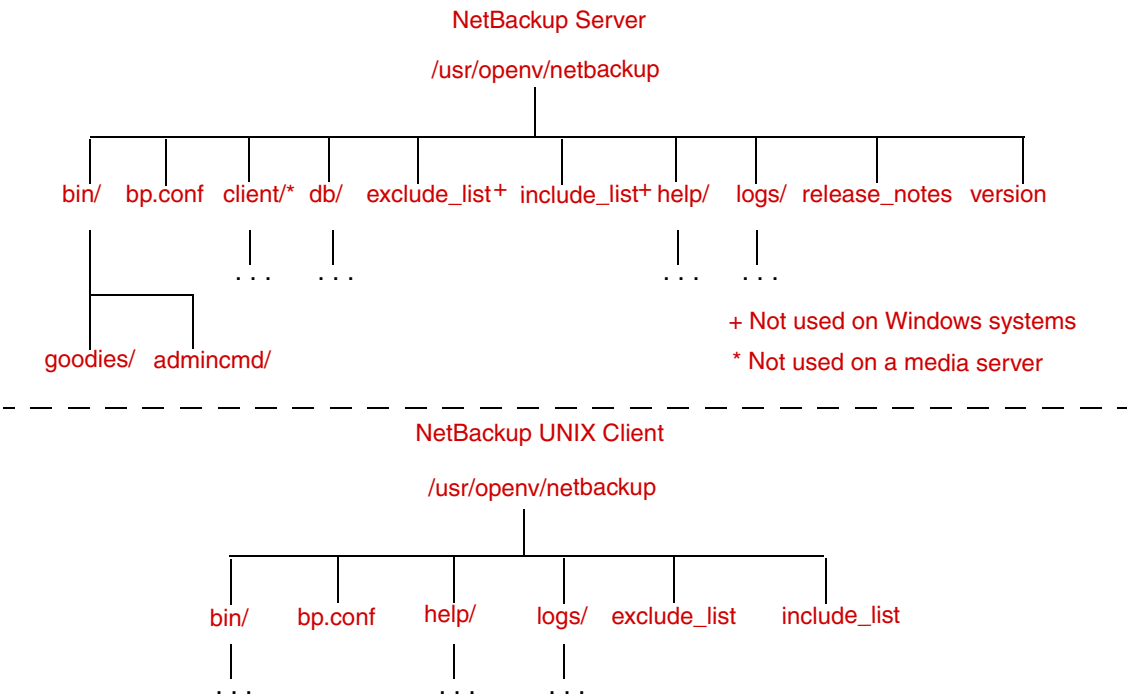 NetBackup Server
/usr/openv/netbackup
bin/ bp.conf client/* db/ exclude_list+ include_list+ help/ logs/ release_notes version
. . . . . . . . . . . .
+ Not used on Windows systems
goodies/ admincmd/ * Not used on a media server
NetBackup UNIX Client
/usr/openv/netbackup
bin/ bp.conf help/ logs/ exclude_list include_list
. . . . . . . . .